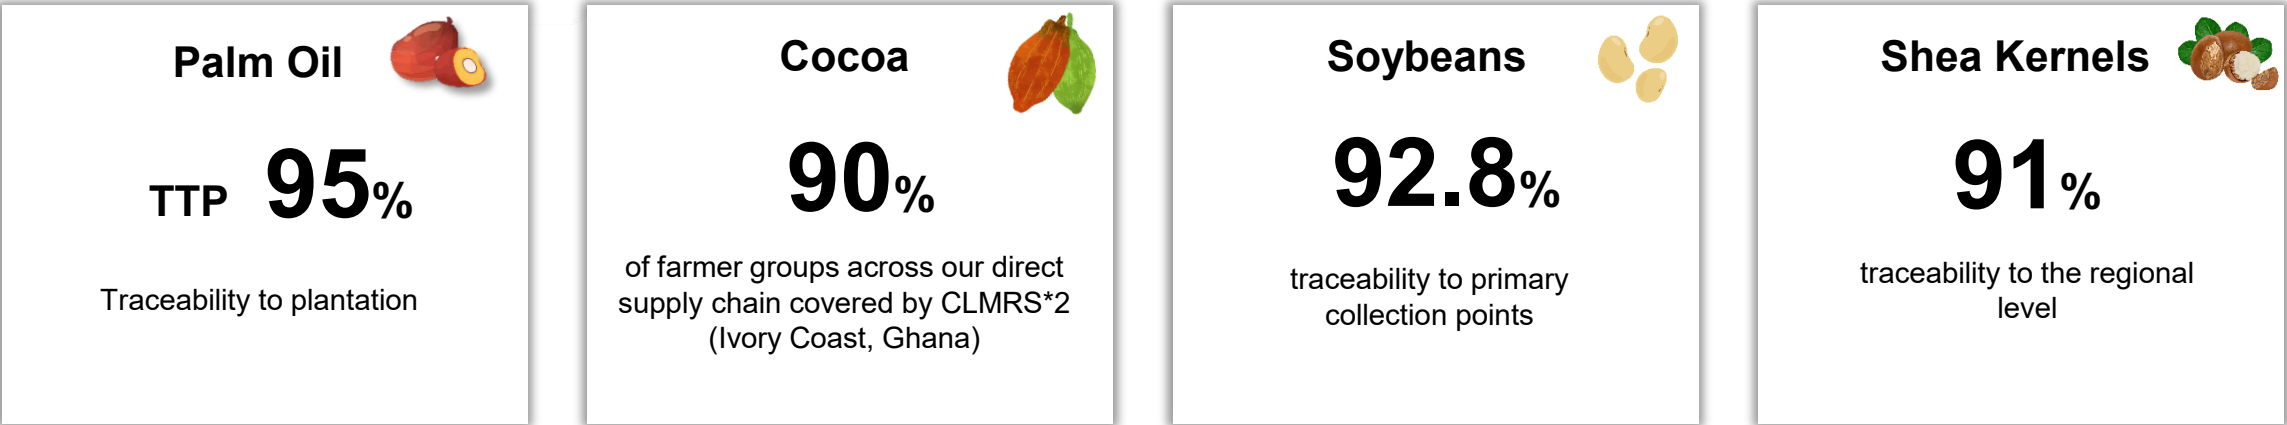 Palm Oil
TTP 95%
Traceability to plantation
Cocoa
90%
of farmer groups across our direct
supply chain covered by CLMRS*2
(Ivory Coast, Ghana)
Soybeans
92.8%
traceability to primary
collection points
Shea Kernels
91%
traceability to the regional
level